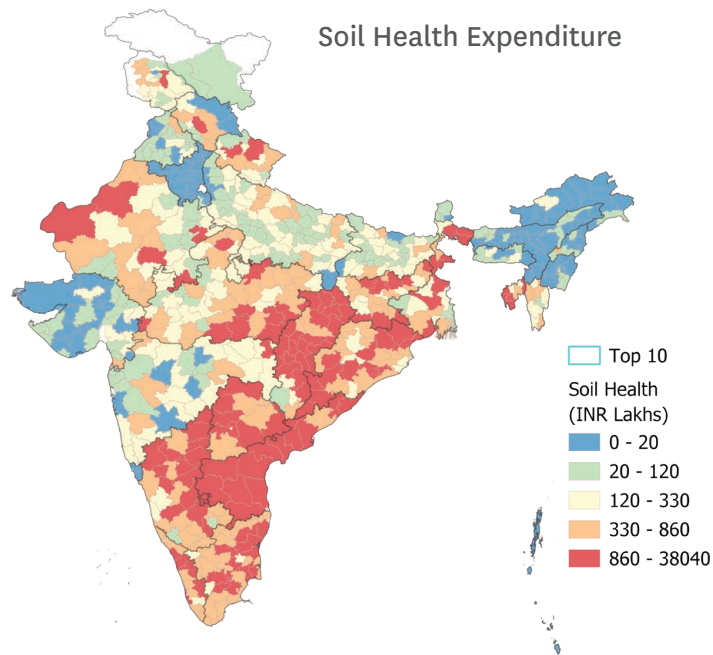 Soil Health Expenditure
Top 10
Soil Health
(INR Lakhs)
0 - 20
20 - 120
120 - 330
330 - 860
860 - 38040